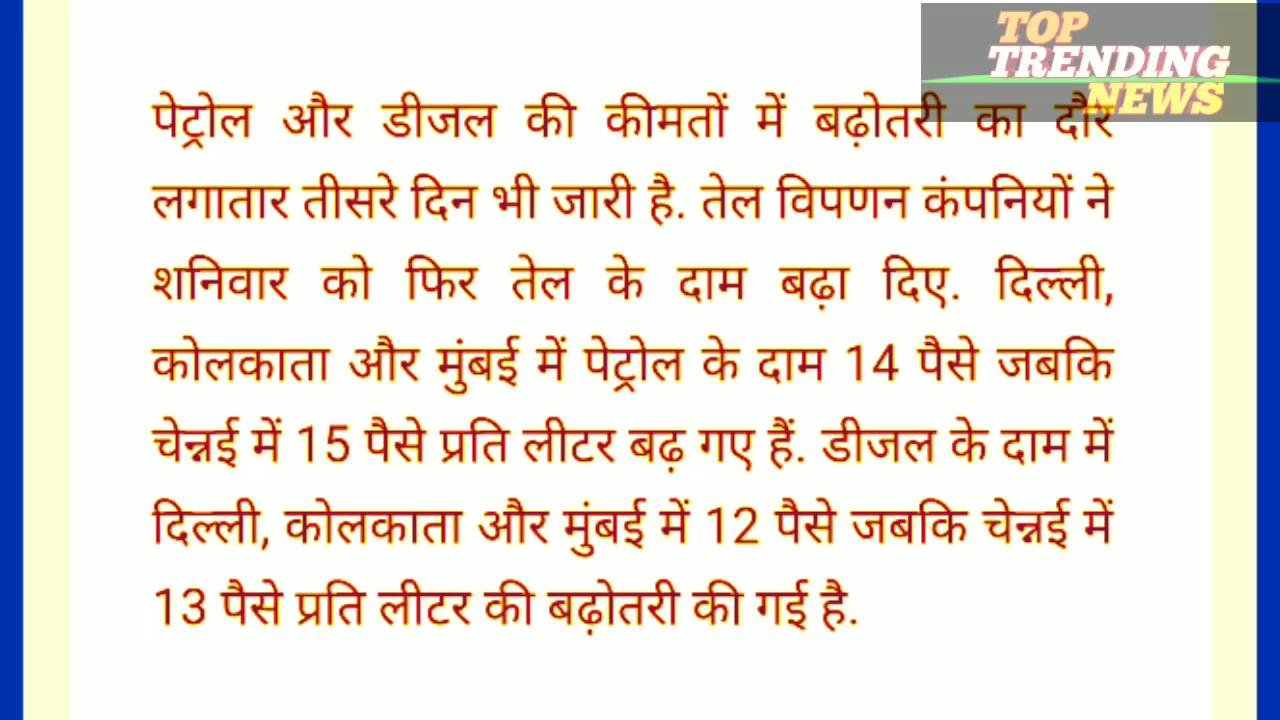 TOP
TRENDING
NEWS
पेट्रोल और डीजल की कीमतों में बढ़ोतरी का दौर
लगातार तीसरे दिन भी जारी है. तेल विपणन कंपनियों ने
शनिवार को फिर तेल के दाम बढ़ा दिए. दिल्ली,
कोलकाता और मुंबई में पेट्रोल के दाम 14 पैसे जबकि
चेन्नई में 15 पैसे प्रति लीटर बढ़ गए हैं. डीजल के दाम में
दिल्ली, कोलकाता और मुंबई में 12 पैसे जबकि चेन्नई में
13 पैसे प्रति लीटर की बढ़ोतरी की गई है.